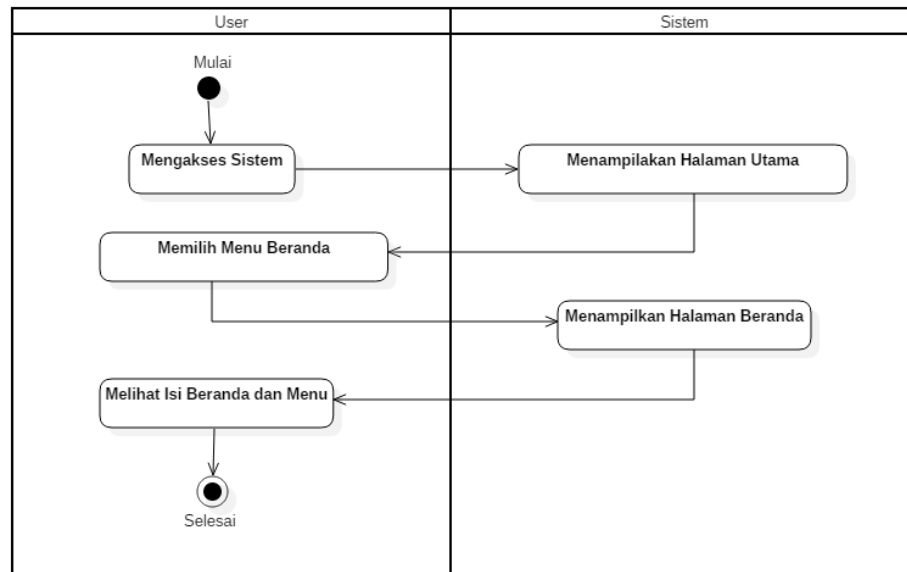 User
Sistem
Mulai
Mengakses Sistem
Menampilakan Halaman Utama
Memilih Menu Beranda
Menampilkan Halaman Beranda
Melihat Isi Beranda dan Menu
Selesai